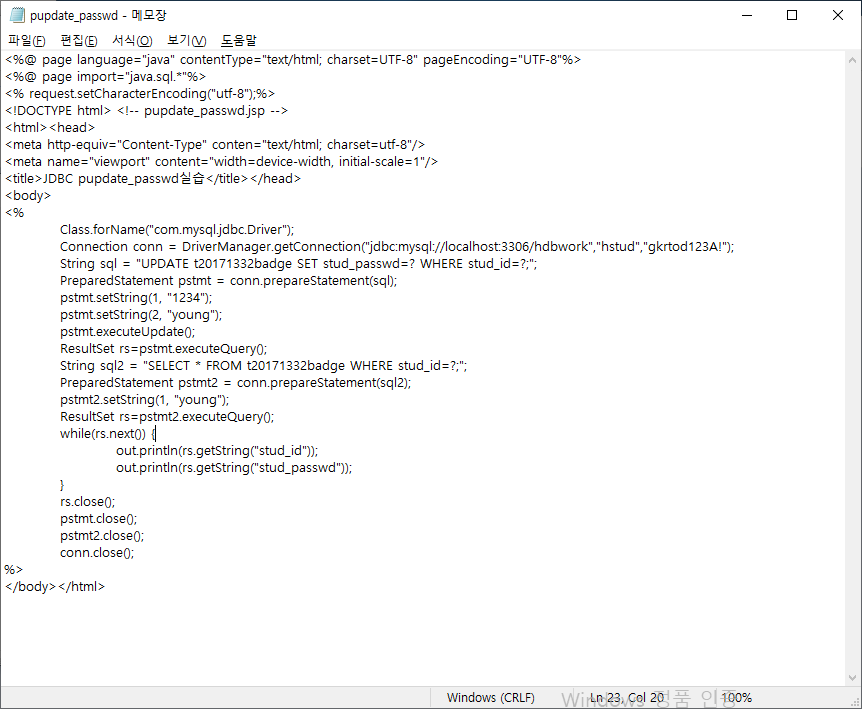 pupdate_passwd - 메모장
파일(F) 편집(E) 서식(O) 보기(V) 도움말
<%@ page language="java" contentType="text/html; charset=UTF-8" pageEncoding="UTF-8"%>
<%@ page import="java.sql.*"%>
<% request.setCharacterEncoding("utf-8");%>
<!DOCTYPE html> <!-- pupdate_passwd.jsp -->
<html><head>
<meta http-equiv="Content-Type" conten="text/html; charset=utf-8"/>
<meta name="viewport" content="width=device-width, initial-scale=1"/>
<title>JDBC pupdate_passwd실습</title></head>
<body>
<%
Class.forName("com.mysql.jdbc.Driver");
Connection conn = DriverManager.getConnection("jdbc:mysql://localhost:3306/hdbwork","hstud","gkrtod123A!");
String sql = "UPDATE t20171332badge SET stud_passwd=? WHERE stud_id=?;";
PreparedStatement pstmt = conn.prepareStatement(sql);
pstmt.setString(1, "1234");
pstmt.setString(2, "young");
pstmt.executeUpdate();
ResultSet rs=pstmt.executeQuery();
String sql2 = "SELECT * FROM t20171332badge WHERE stud_id=?;";
PreparedStatement pstmt2 = conn.prepareStatement(sql2);
pstmt2.setString(1, "young");
ResultSet rs=pstmt2.executeQuery();
while(rs.next()) {
out.println(rs.getString("stud_id"));
out.println(rs.getString("stud_passwd"));
}
rs.close();
pstmt.close();
pstmt2.close();
conn.close();
%>
</body></html>
Windows (CRLF) Ln 23, Col 20 100%
Windows 정품 인증